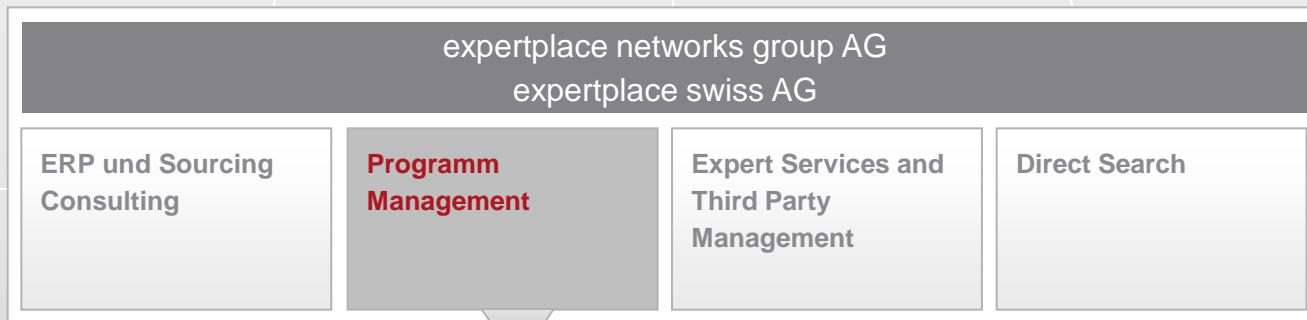 expertplace networks group AG
expertplace swiss AG
ERP und Sourcing
Consulting
Programm
Management
Expert Services and
Third Party
Management
Direct Search